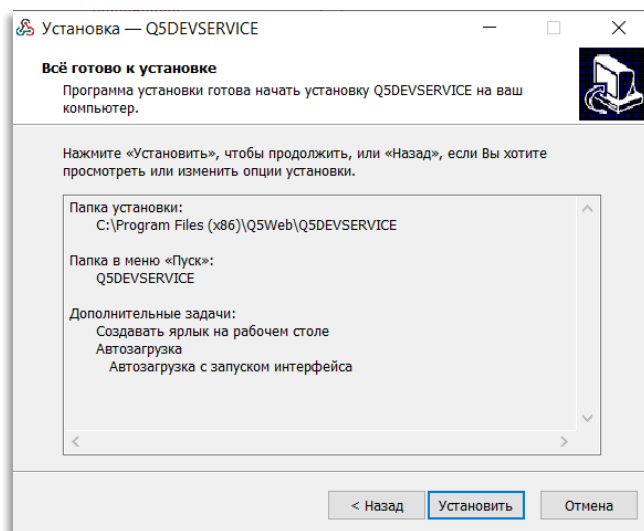 Установка — Q5DEVSERVICE
Всё готово к установке
Программа установки готова начать установку Q5DEVSERVICE на ваш
компьютер.
Нажмите «Установить», чтобы продолжить, или «Назад», если Вы хотите
просмотреть или изменить опции установки.
Папка установки:
C:\Program Files (x86)\Q5Web\Q5DEVSERVICE
Папка в меню «Пуск»:
Q5DEVSERVICE
Дополнительные задачи:
Создавать ярлык на рабочем столе
Автозагрузка
Автозагрузка с запуском интерфейса
< Назад
Установить
Отмена